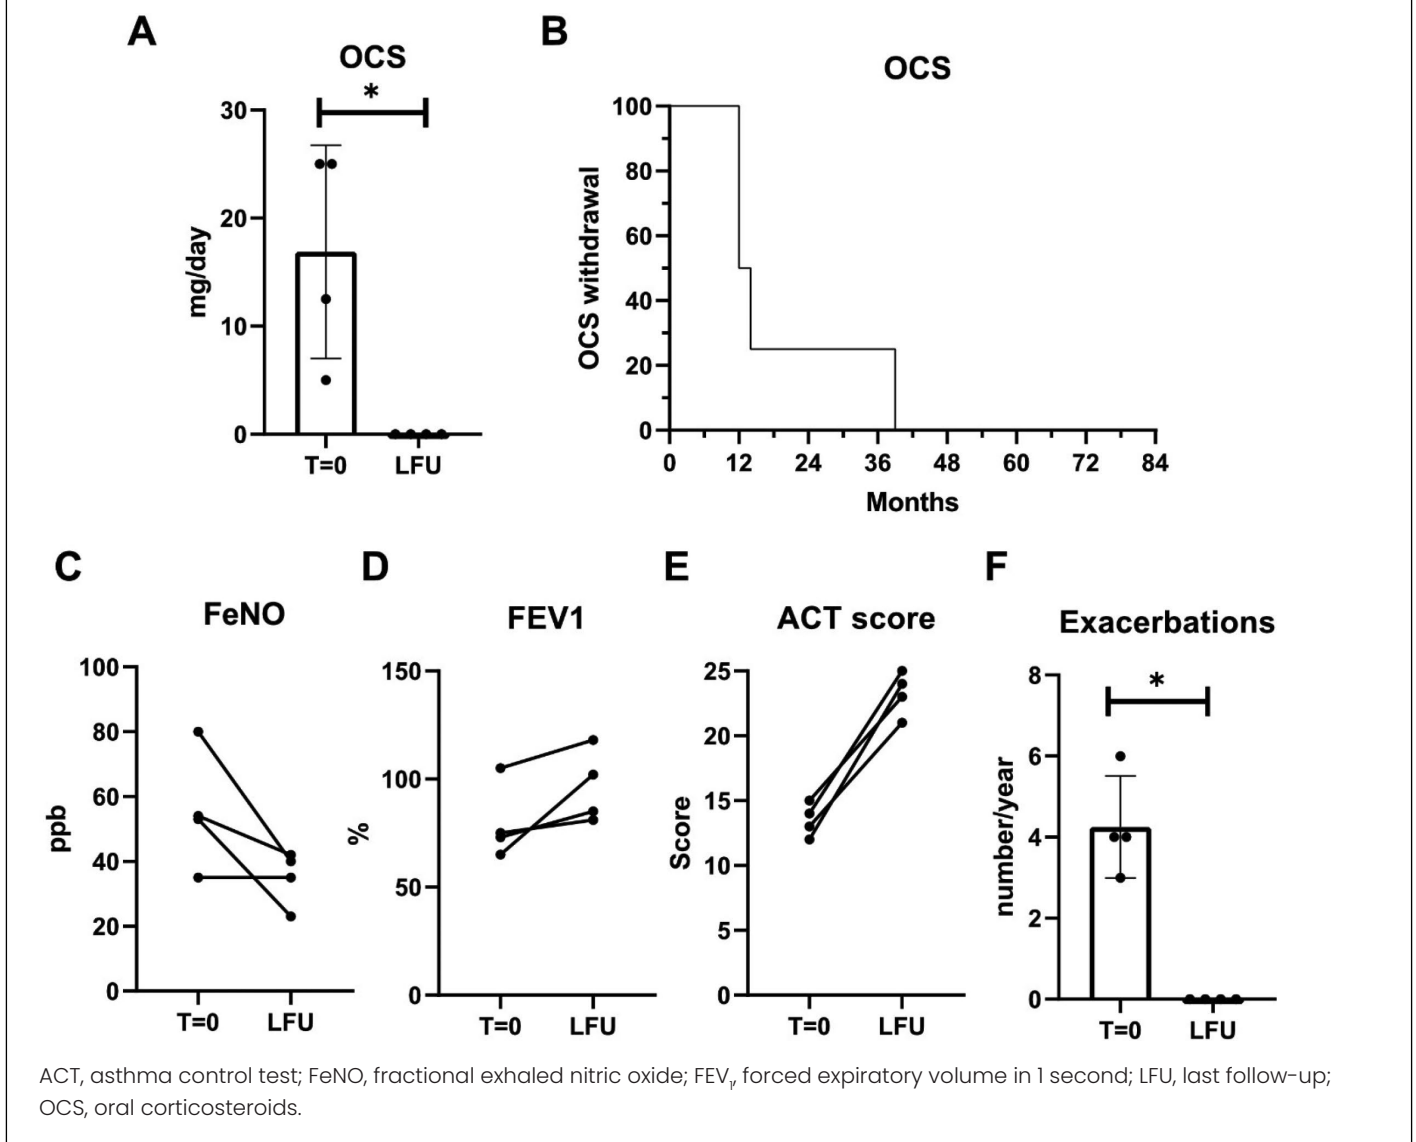 A
OCS
*
30
20
10
0
mg/day
T=0 LFU
B
OCS
100
80
60
40
20
0
OCS withdrawal
0 12 24 36 48 60 72 84
Months
C
FeNO
100
80
60
40
20
0
ppb
T=0 LFU
D
FEV1
150
100
50
0
%
T=0 LFU
E
ACT score
25
20
15
10
5
0
Score
T=0 LFU
F
Exacerbations
*
8
6
4
2
0
number/year
T=0 LFU
ACT, asthma control test; FeNO, fractional exhaled nitric oxide; FEV₁, forced expiratory volume in 1 second; LFU, last follow-up;
OCS, oral corticosteroids.